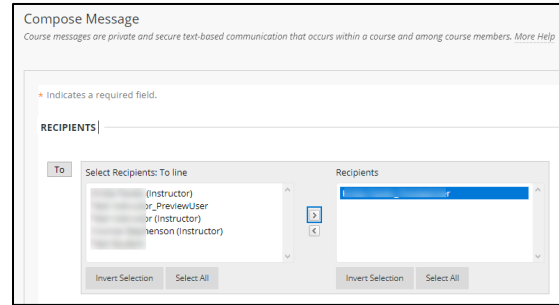 Compose Message
Course messages are private and secure text-based communication that occurs within a course and among course members. More Help
* Indicates a required field.
RECIPIENTS
To
Select Recipients: To line
Recipients
(Instructor)
_PreviewUser
(Instructor)
(Instructor)
>
<
Invert Selection Select All
Invert Selection Select All